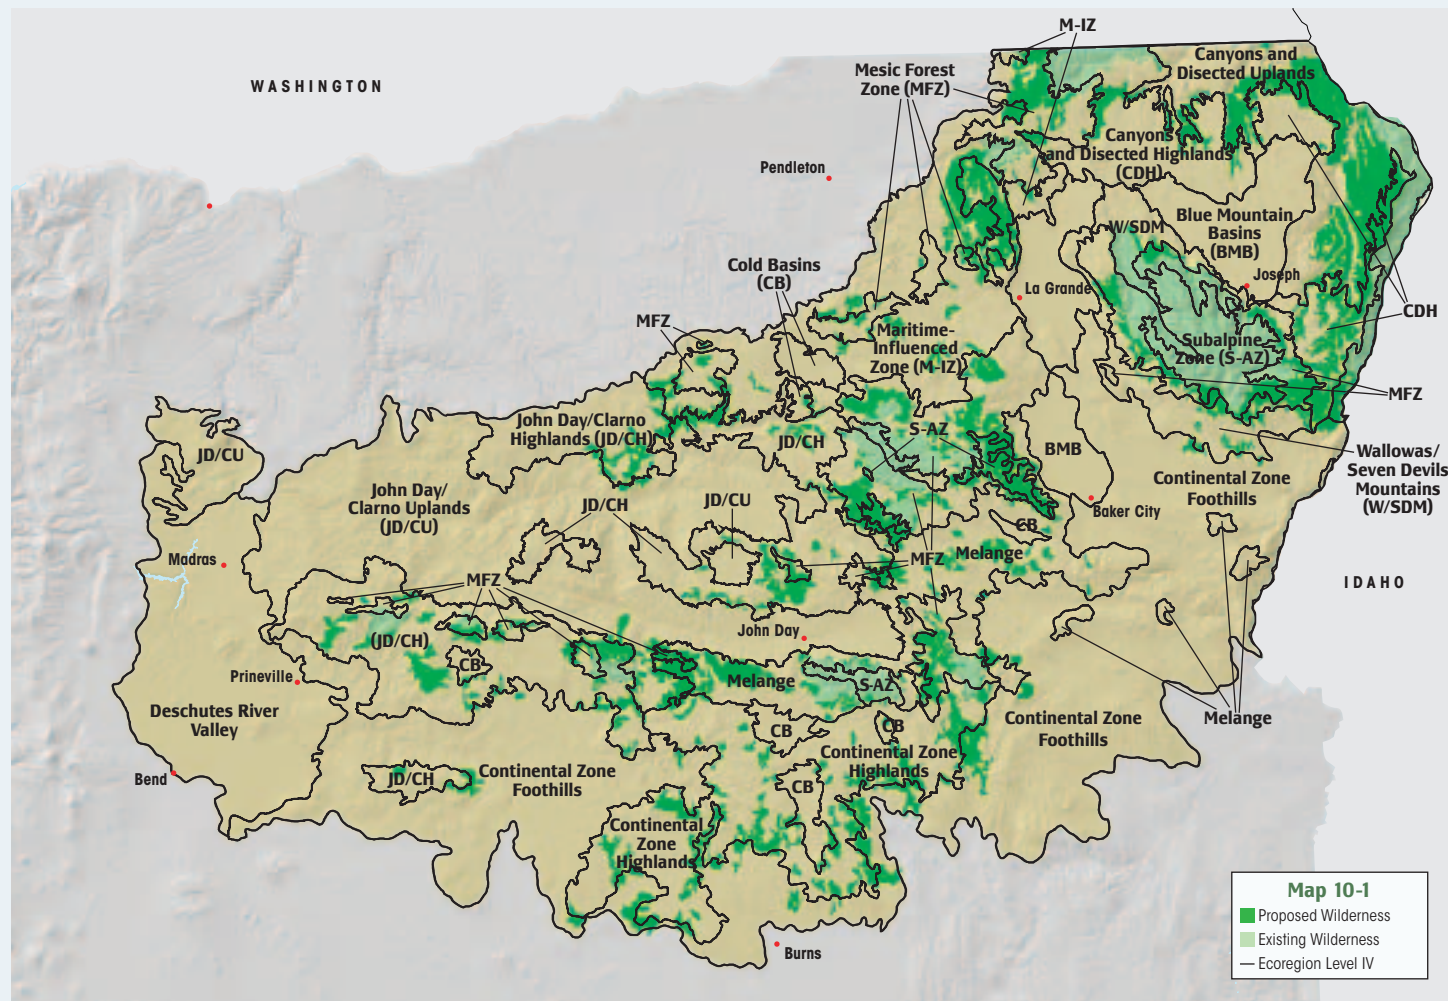 M-IZ
Canyons and
Disected Uplands
WASHINGTON
Mesic Forest
Zone (MFZ)
Canyons
and Disected Highlands
(CDH)
Pendleton
Blue Mountain
Basins
(BMB)
W/SDM
Cold Basins
(CB)
Joseph
La Grande
CDH
MFZ
Maritime-
Influenced
Zone (M-IZ)
Subalpine
Zone (S-AZ)
MFZ
John Day/Clarno
Highlands (JD/CH)
JD/CH
S-AZ
BMB
JD/CU
Wallowas/
Seven Devils
Mountains
(W/SDM)
Continental Zone
Foothills
John Day/
Clarno Uplands
(JD/CU)
JD/CH
JD/CU
Baker City
CB
Madras
MFZ
Melange
IDAHO
MFZ
John Day
(JD/CH)
CB
Prineville
Melange
S-AZ
Deschutes River
Valley
CB
CB
Continental Zone
Foothills
Melange
Continental Zone
Highlands
Bend
JD/CH
Continental Zone
Foothills
CB
Continental
Zone
Highlands
Burns
Map 10-1
Proposed Wilderness
Existing Wilderness
Ecoregion Level IV